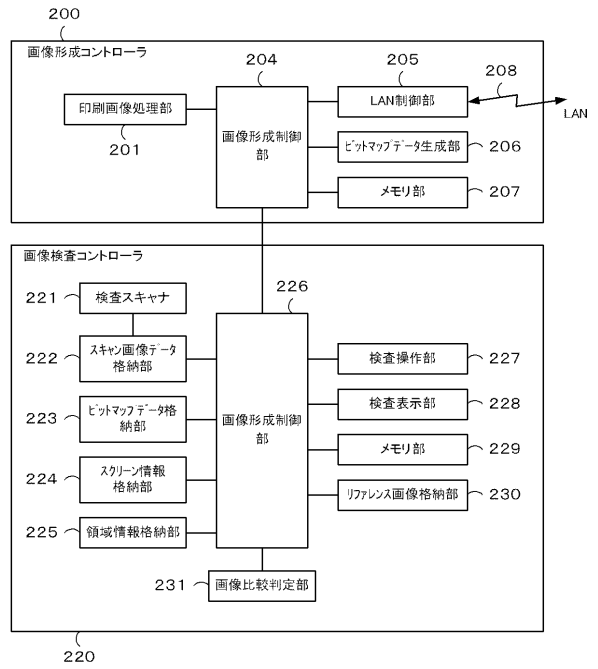 200
画像形成コントローラ
204
205
208
印刷画像処理部
201
画像形成制御
部
LAN制御部
LAN
ビットマップデータ生成部
206
メモリ部
207
画像検査コントローラ
226
221
検査スキャナ
222
スキャン画像データ
格納部
223
ビットマップデータ格
納部
224
スクリーン情報
格納部
225
領域情報格納部
画像形成制御
部
検査操作部
227
検査表示部
228
メモリ部
229
リファレンス画像格納部
230
231
画像比較判定部
220